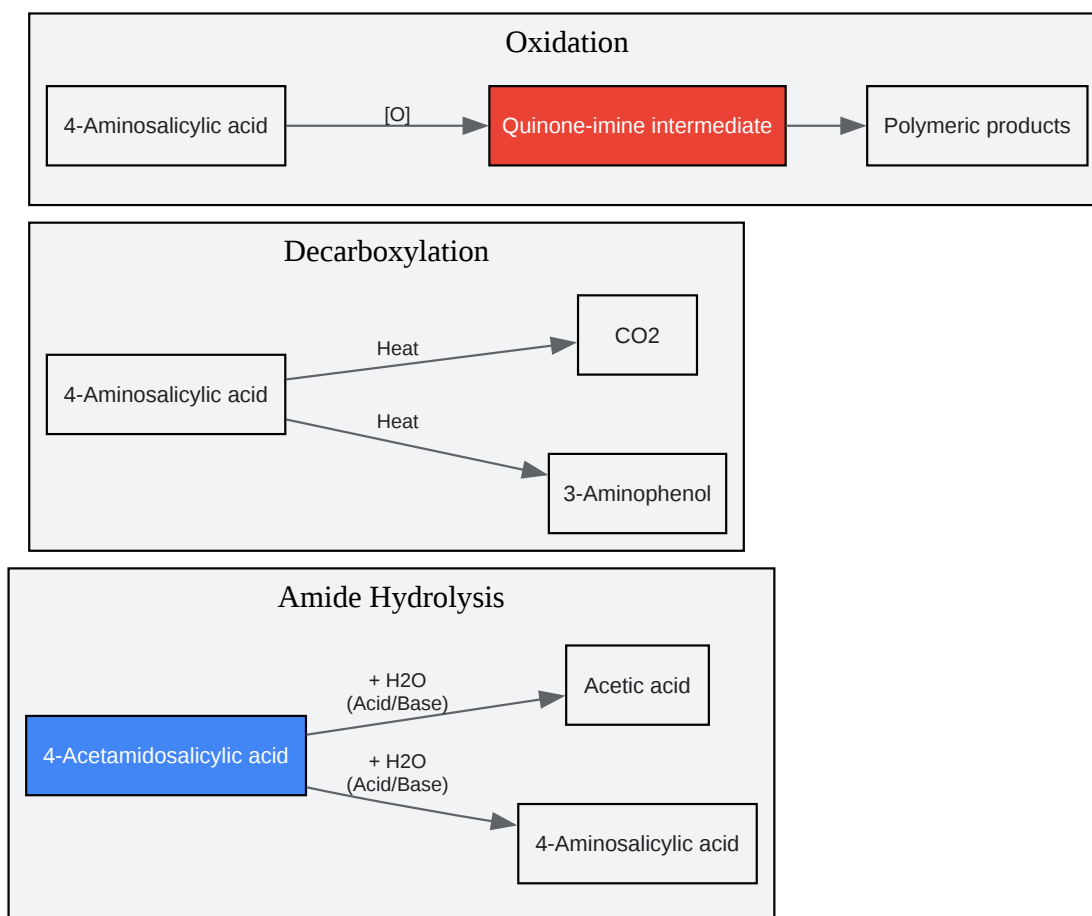 Oxidation
4-Aminosalicylic acid
[O]
Quinone-imine intermediate
Polymeric products
Decarboxylation
CO2
Heat
4-Aminosalicylic acid
Heat
3-Aminophenol
Amide Hydrolysis
+ H2O
(Acid/Base)
Acetic acid
4-Acetamidosalicylic acid
+ H2O
(Acid/Base)
4-Aminosalicylic acid